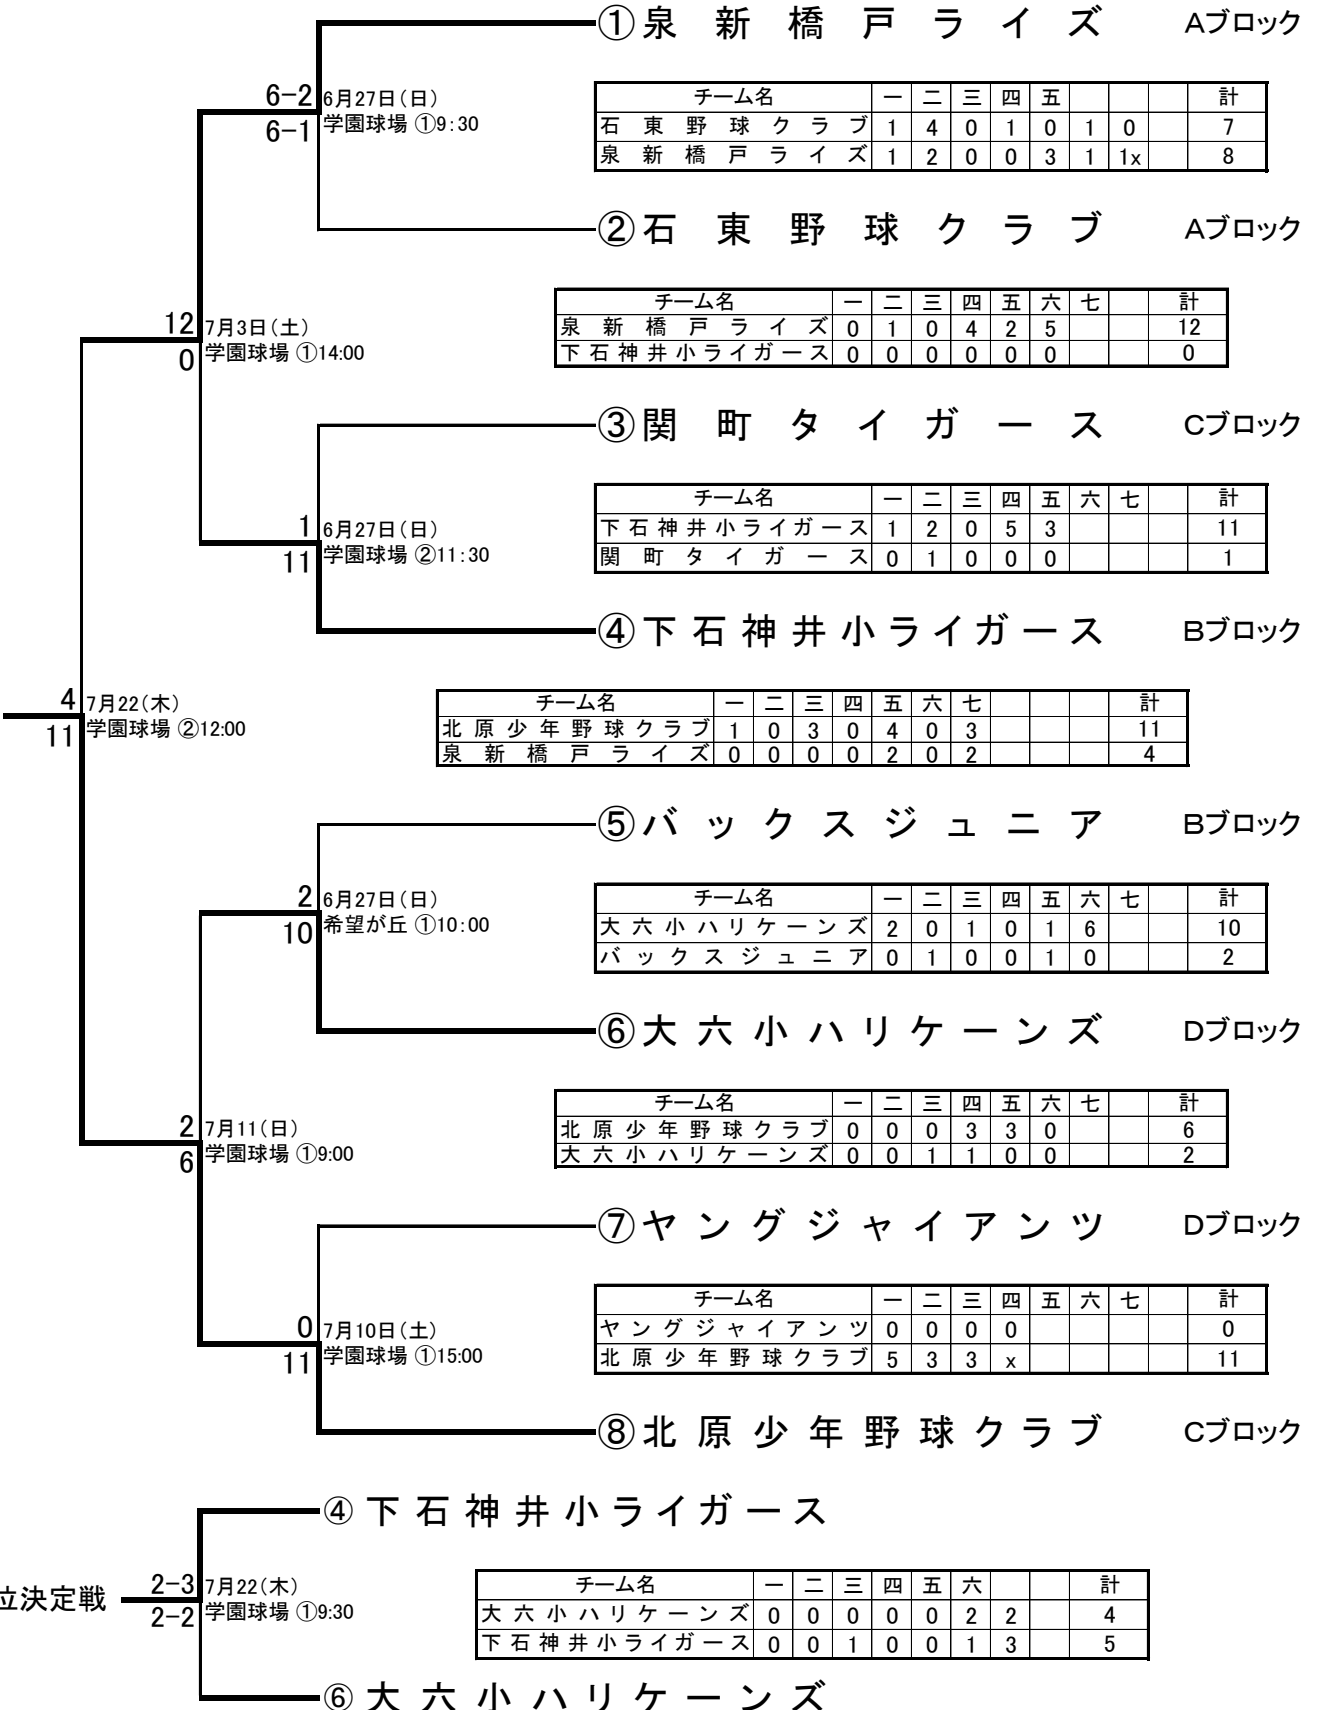 ①泉新橋戸ライズ Aブロック
6-2 6月27日(日)
6-1 学園球場 ①9:30
チーム名 一 二 三 四 五 計
石東野球クラブ 1 4 0 1 0 1 0 7
泉新橋戸ライズ 1 2 0 0 3 1 1x 8
②石東野球クラブ Aブロック
12 7月3日(土)
0 学園球場 ①14:00
チーム名 一 二 三 四 五 六 七 計
泉新橋戸ライズ 0 1 0 4 2 5 12
下石神井小ライガース 0 0 0 0 0 0 0
③関町タイガース Cブロック
1 6月27日(日)
11 学園球場 ②11:30
チーム名 一 二 三 四 五 六 七 計
下石神井小ライガース 1 2 0 5 3 11
関町タイガース 0 1 0 0 0 1
④下石神井小ライガース Bブロック
4 7月22(木)
11 学園球場 ②12:00
チーム名 一 二 三 四 五 六 七 計
北原少年野球クラブ 1 0 3 0 4 0 3 11
泉新橋戸ライズ 0 0 0 0 2 0 2 4
⑤バックスジュニア Bブロック
2 6月27日(日)
10 希望が丘 ①10:00
チーム名 一 二 三 四 五 六 七 計
大六小ハリケーンズ 2 0 1 0 1 6 10
バックスジュニア 0 1 0 0 1 0 2
⑥大六小ハリケーンズ Dブロック
2 7月11(日)
6 学園球場 ①9:00
チーム名 一 二 三 四 五 六 七 計
北原少年野球クラブ 0 0 0 3 3 0 6
大六小ハリケーンズ 0 0 1 1 0 0 2
⑦ヤングジャイアンツ Dブロック
0 7月10日(土)
11 学園球場 ①15:00
チーム名 一 二 三 四 五 六 七 計
ヤングジャイアンツ 0 0 0 0 0
北原少年野球クラブ 5 3 3 x 11
⑧北原少年野球クラブ Cブロック
④下石神井小ライガース
位決定戦
2-3 7月22(木)
2-2 学園球場 ①9:30
チーム名 一 二 三 四 五 六 計
大六小ハリケーンズ 0 0 0 0 0 2 2 4
下石神井小ライガース 0 0 1 0 0 1 3 5
⑥大六小ハリケーンズ